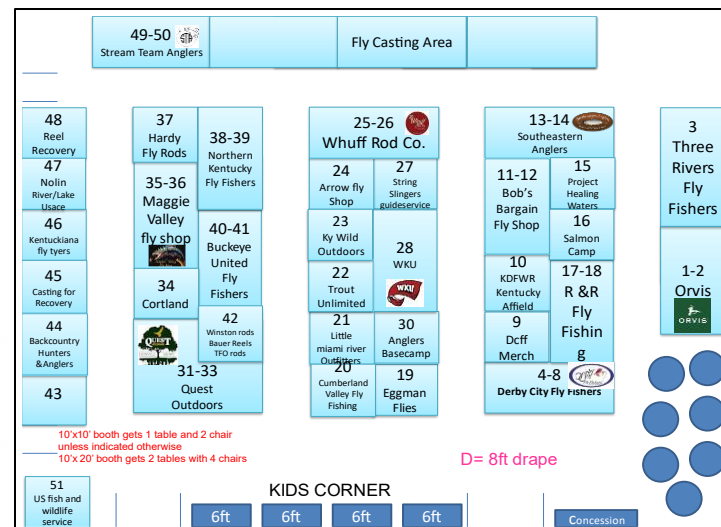 49-50
Stream Team Anglers
Fly Casting Area
48
Reel
Recovery
47
Nolin
River/Lake
Usace
46
Kentuckiana
fly tyers
45
Casting for
Recovery
44
Backcountry
Hunters
&Anglers
43
37
Hardy
Fly Rods
35-36
Maggie
Valley
fly shop
34
Cortland
QUEST
31-33
Quest
Outdoors
38-39
Northern
Kentucky
Fly Fishers
40-41
Buckeye
United
Fly
Fishers
42
Winston rods
Bauer Reels
TFO rods
25-26
Whuff Rod Co.
24
Arrow fly
Shop
23
Ky Wild
Outdoors
22
Trout
Unlimited
21
Little
miami river
Outfitters
20
Cumberland
Valley Fly
Fishing
27
String
Slingers
guideservice
28
WKU
WKU
30
Anglers
Basecamp
19
Eggman
Flies
13-14
Southeastern
Anglers
11-12
Bob's
Bargain
Fly Shop
10
KDFWR
Kentucky
Affield
9
Dcff
Merch
15
Project
Healing
Waters
16
Salmon
Camp
17-18
R &R
Fly
Fishin
g
4-8
Derby City Fly Fishers
3
Three
Rivers
Fly
Fishers
1-2
Orvis
ORVIS
10'x10' booth gets 1 table and 2 chair
unless indicated otherwise
10'x 20' booth gets 2 tables with 4 chairs
D= 8ft drape
51
US fish and
wildlife
service
KIDS CORNER
6ft
6ft
6ft
6ft
Concession